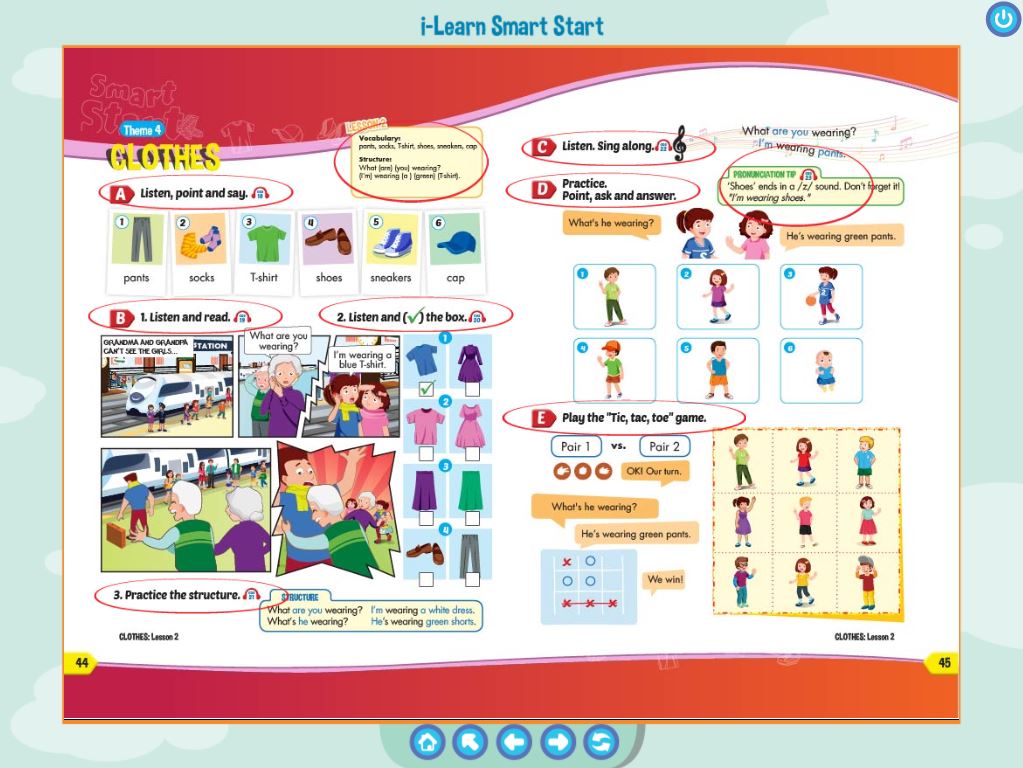 i-Learn Smart Start
Smart
Start
Theme 4
CLOTHES
LESSON 2
Vocabulary:
pants, socks, T-shirt, shoes, sneakers, cap
Structure:
What (are) (you) wearing?
(I'm) wearing (a ) (green) (T-shirt).
A Listen, point and say.
1
2
3
4
5
6
pants
socks
T-shirt
shoes
sneakers
cap
B 1. Listen and read.
GRANDMA AND GRANDPA
CAN'T SEE THE GIRLS...
STATION
What are you
wearing?
I'm wearing a
blue T-shirt.
2. Listen and (✓) the box.
1
2
3
4
3. Practice the structure.
STRUCTURE
What are you wearing? I'm wearing a white dress.
What's he wearing? He's wearing green shorts.
CLOTHES: Lesson 2
44
C Listen. Sing along.
What are you wearing?
I'm wearing pants.
D Practice.
Point, ask and answer.
PRONUNCIATION TIP
'Shoes' ends in a /z/ sound. Don't forget it!
"I'm wearing shoes."
What's he wearing?
He's wearing green pants.
1
2
3
4
5
6
E Play the "Tic, tac, toe" game.
Pair 1 vs. Pair 2
OK! Our turn.
What's he wearing?
He's wearing green pants.
We win!
CLOTHES: Lesson 2
45